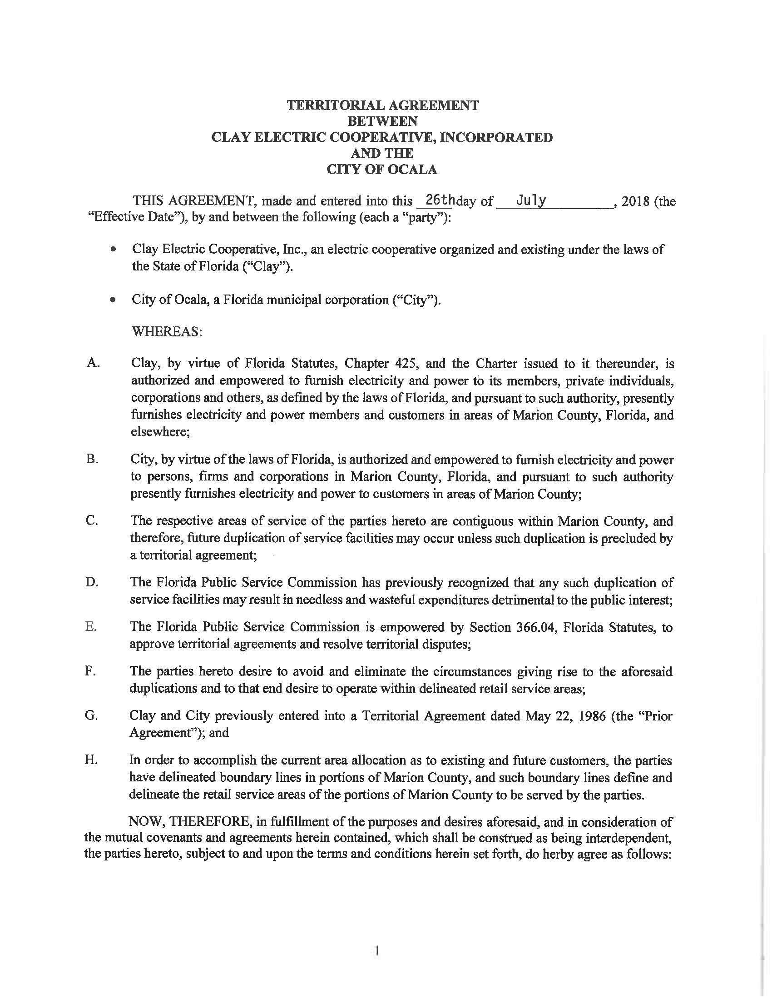 TERRITORIAL AGREEMENT
BETWEEN
CLAY ELECTRIC COOPERATIVE, INCORPORATED
AND THE
CITY OF OCALA
THIS AGREEMENT, made and entered into this 26th day of July, 2018 (the
“Effective Date”), by and between the following (each a “party”):
• Clay Electric Cooperative, Inc., an electric cooperative organized and existing under the laws of
the State of Florida (“Clay”).
• City of Ocala, a Florida municipal corporation (“City”).
WHEREAS:
A. Clay, by virtue of Florida Statutes, Chapter 425, and the Charter issued to it thereunder, is
authorized and empowered to furnish electricity and power to its members, private individuals,
corporations and others, as defined by the laws of Florida, and pursuant to such authority, presently
furnishes electricity and power members and customers in areas of Marion County, Florida, and
elsewhere;
B. City, by virtue of the laws of Florida, is authorized and empowered to furnish electricity and power
to persons, firms and corporations in Marion County, Florida, and pursuant to such authority
presently furnishes electricity and power to customers in areas of Marion County;
C. The respective areas of service of the parties hereto are contiguous within Marion County, and
therefore, future duplication of service facilities may occur unless such duplication is precluded by
a territorial agreement;
D. The Florida Public Service Commission has previously recognized that any such duplication of
service facilities may result in needless and wasteful expenditures detrimental to the public interest;
E. The Florida Public Service Commission is empowered by Section 366.04, Florida Statutes, to
approve territorial agreements and resolve territorial disputes;
F. The parties hereto desire to avoid and eliminate the circumstances giving rise to the aforesaid
duplications and to that end desire to operate within delineated retail service areas;
G. Clay and City previously entered into a Territorial Agreement dated May 22, 1986 (the “Prior
Agreement”); and
H. In order to accomplish the current area allocation as to existing and future customers, the parties
have delineated boundary lines in portions of Marion County, and such boundary lines define and
delineate the retail service areas of the portions of Marion County to be served by the parties.
NOW, THEREFORE, in fulfillment of the purposes and desires aforesaid, and in consideration of
the mutual covenants and agreements herein contained, which shall be construed as being interdependent,
the parties hereto, subject to and upon the terms and conditions herein set forth, do herby agree as follows:
1